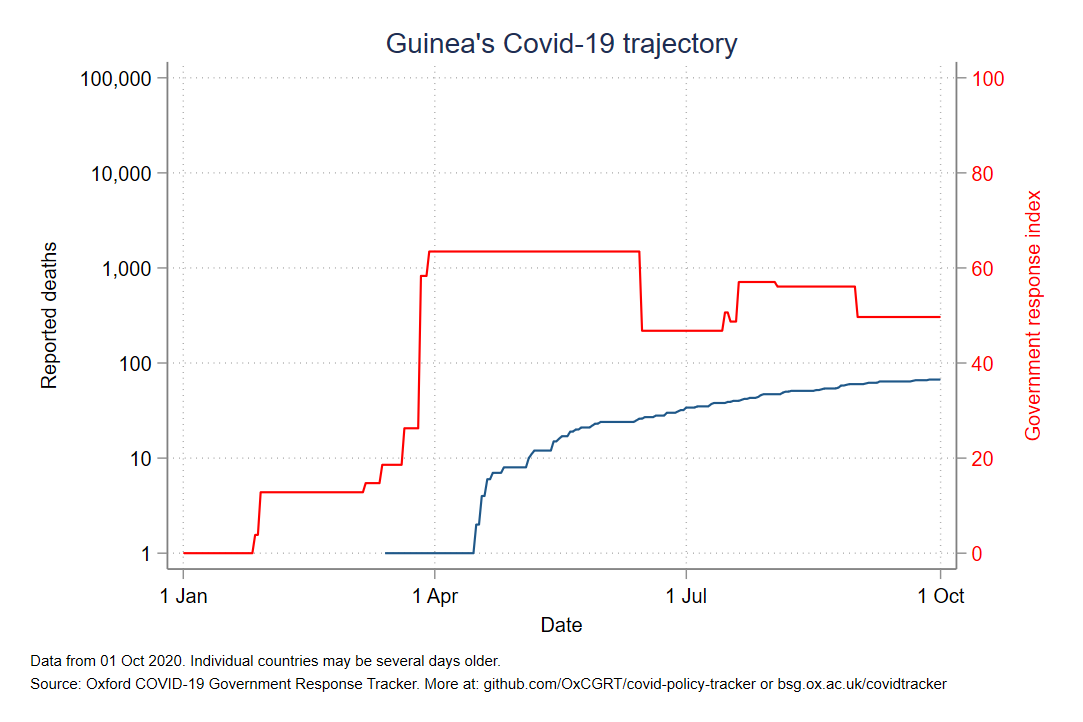 Guinea's Covid-19 trajectory
100,000
10,000
1,000
100
10
1
Reported deaths
100
80
60
40
20
0
Government response index
1 Jan
1 Apr
1 Jul
1 Oct
Date
Data from 01 Oct 2020. Individual countries may be several days older.
Source: Oxford COVID-19 Government Response Tracker. More at: github.com/OxCGRT/covid-policy-tracker or bsg.ox.ac.uk/covidtracker